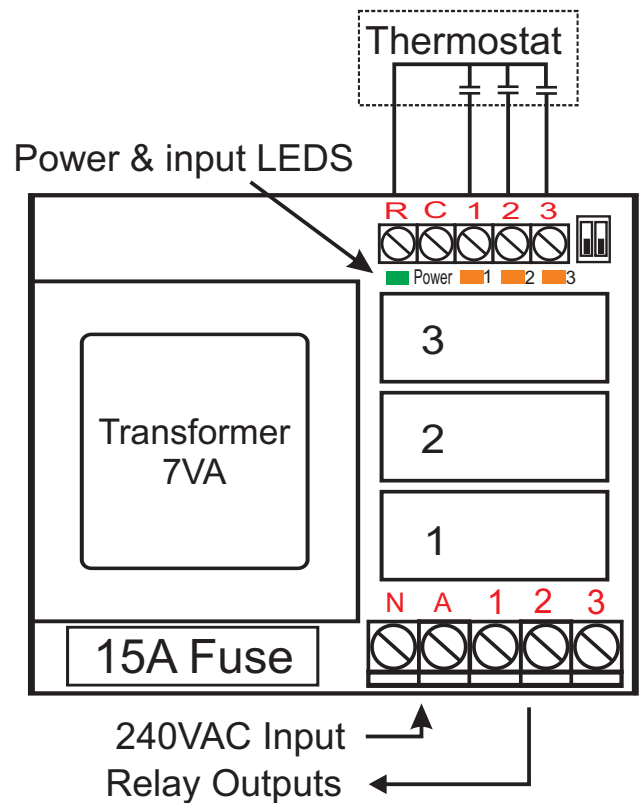 Thermostat
Power & input LEDS
R C 1 2 3
Power 1 2 3
3
Transformer
7VA
2
1
N A 1 2 3
15A Fuse
240VAC Input
Relay Outputs